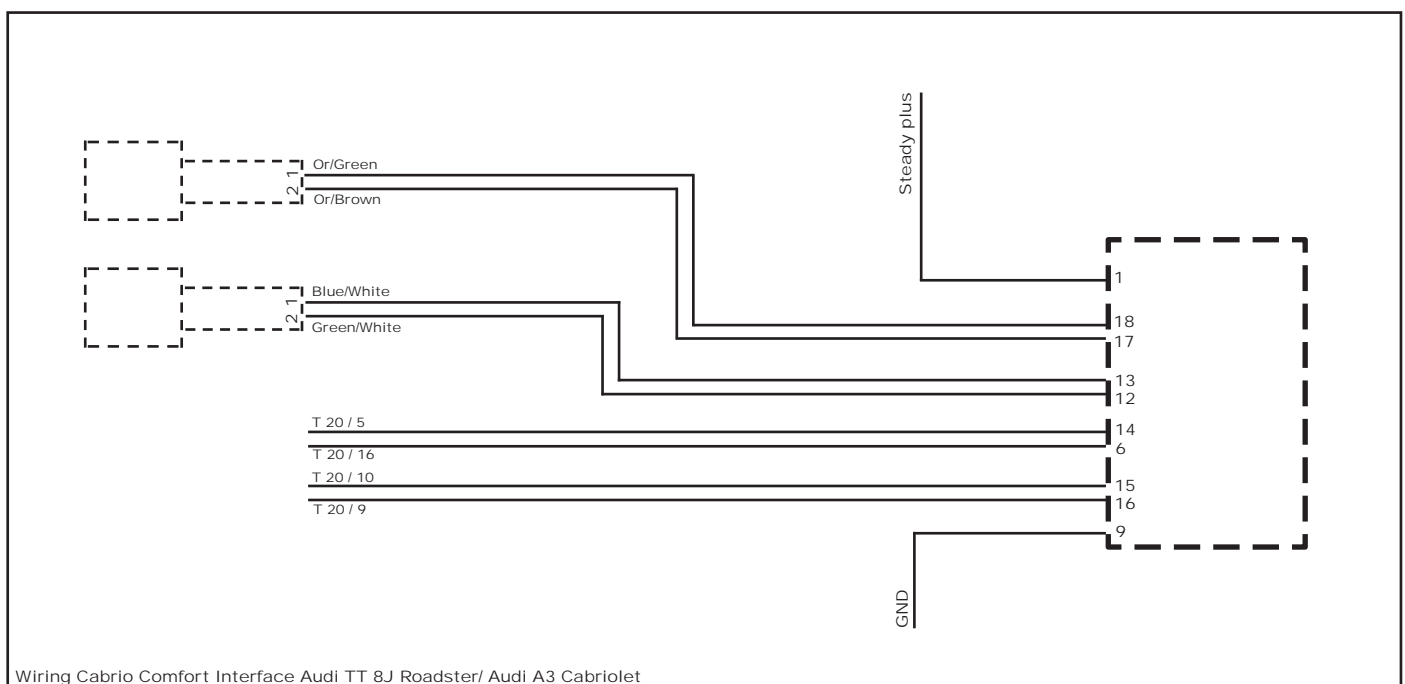 Steady plus
Or/Green
1
2
Or/Brown
Blue/White
1
2
Green/White
1
18
17
13
12
T 20 / 5
14
T 20 / 16
6
T 20 / 10
15
T 20 / 9
16
9
GND
Wiring Cabrio Comfort Interface Audi TT 8J Roadster/ Audi A3 Cabriolet